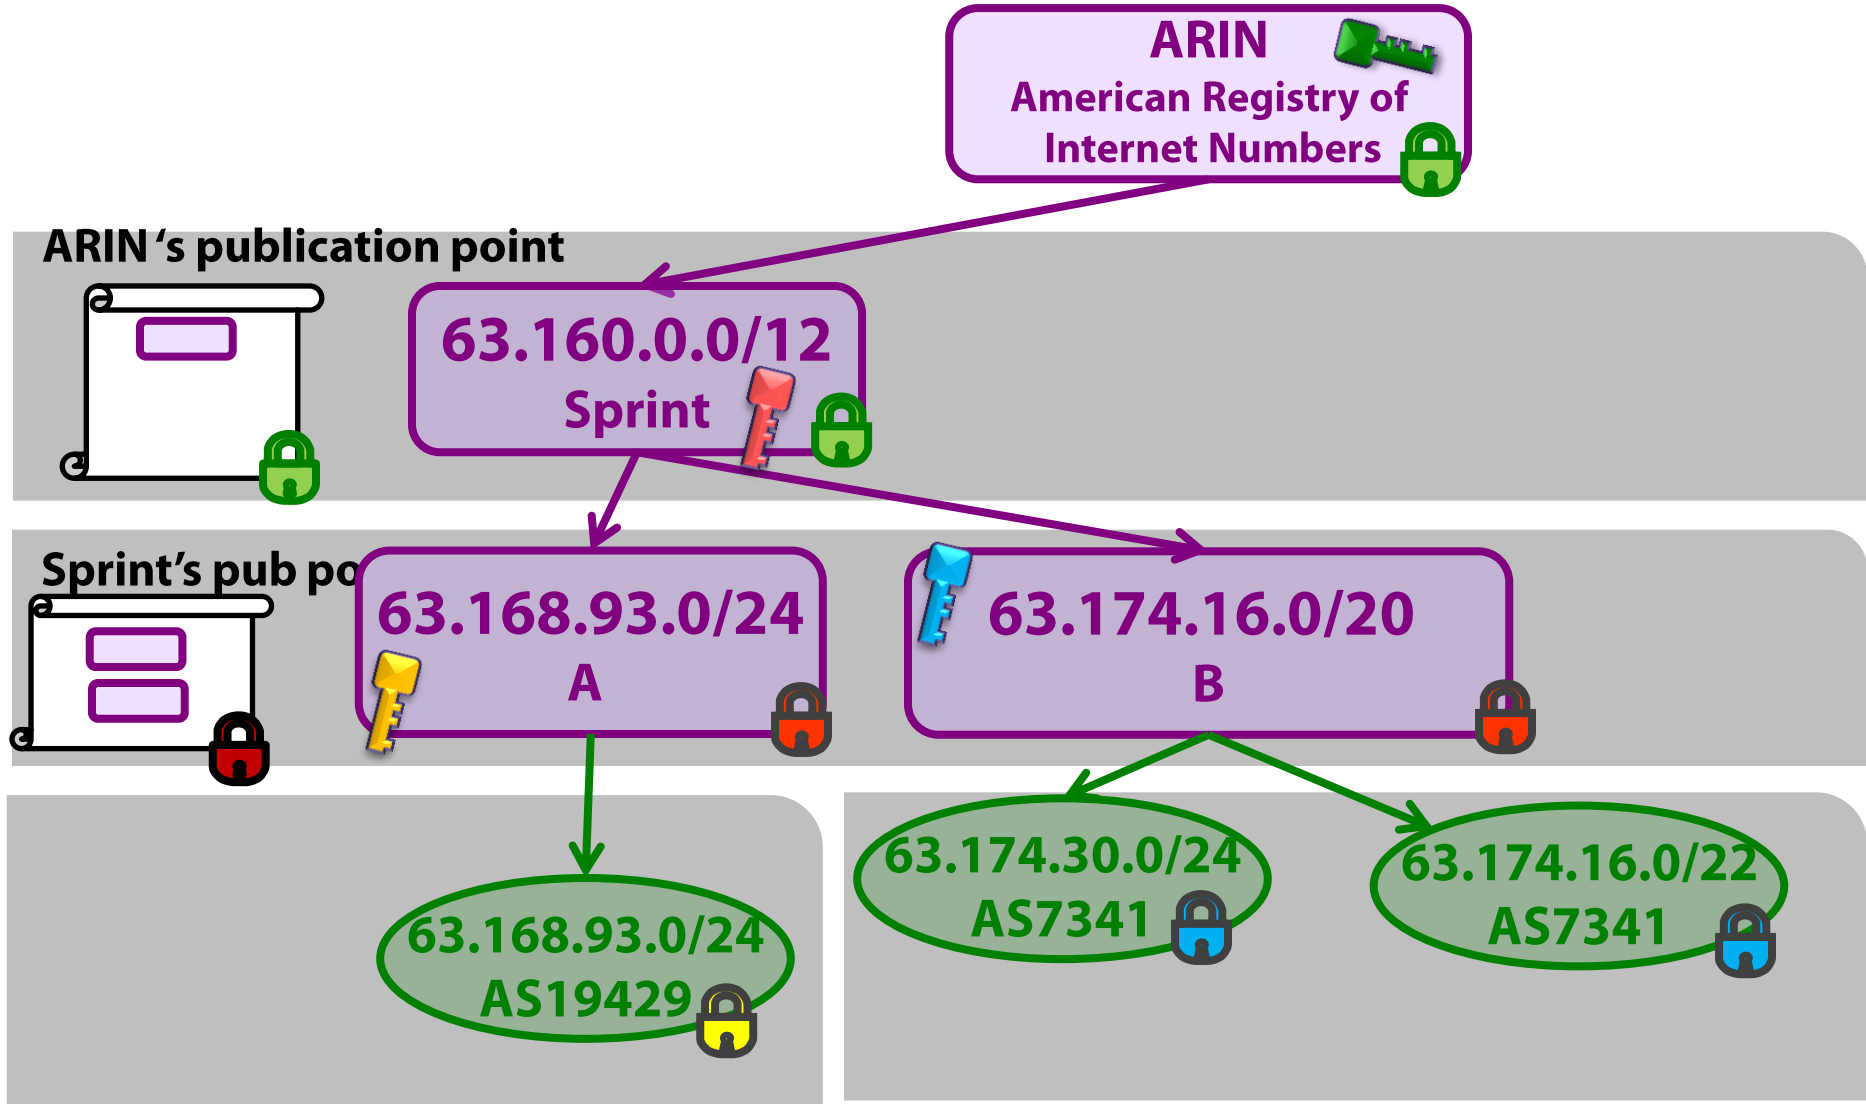 ARIN
American Registry of
Internet Numbers
ARIN ‘s publication point
63.160.0.0/12
Sprint
Sprint’s pub po
63.168.93.0/24
A
63.174.16.0/20
B
63.174.30.0/24
AS7341
63.174.16.0/22
AS7341
63.168.93.0/24
AS19429